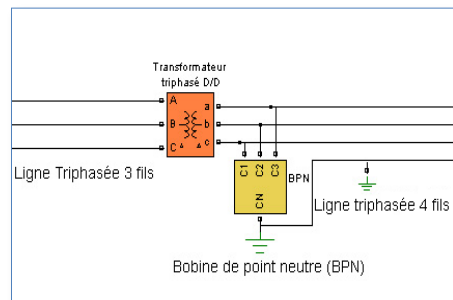 Transformateur
triphasé D/D
A
a
B
b
C
c
Ligne Triphasée 3 fils
C1
C2
C3
BPN
CN
Ligne triphasée 4 fils
Bobine de point neutre (BPN)